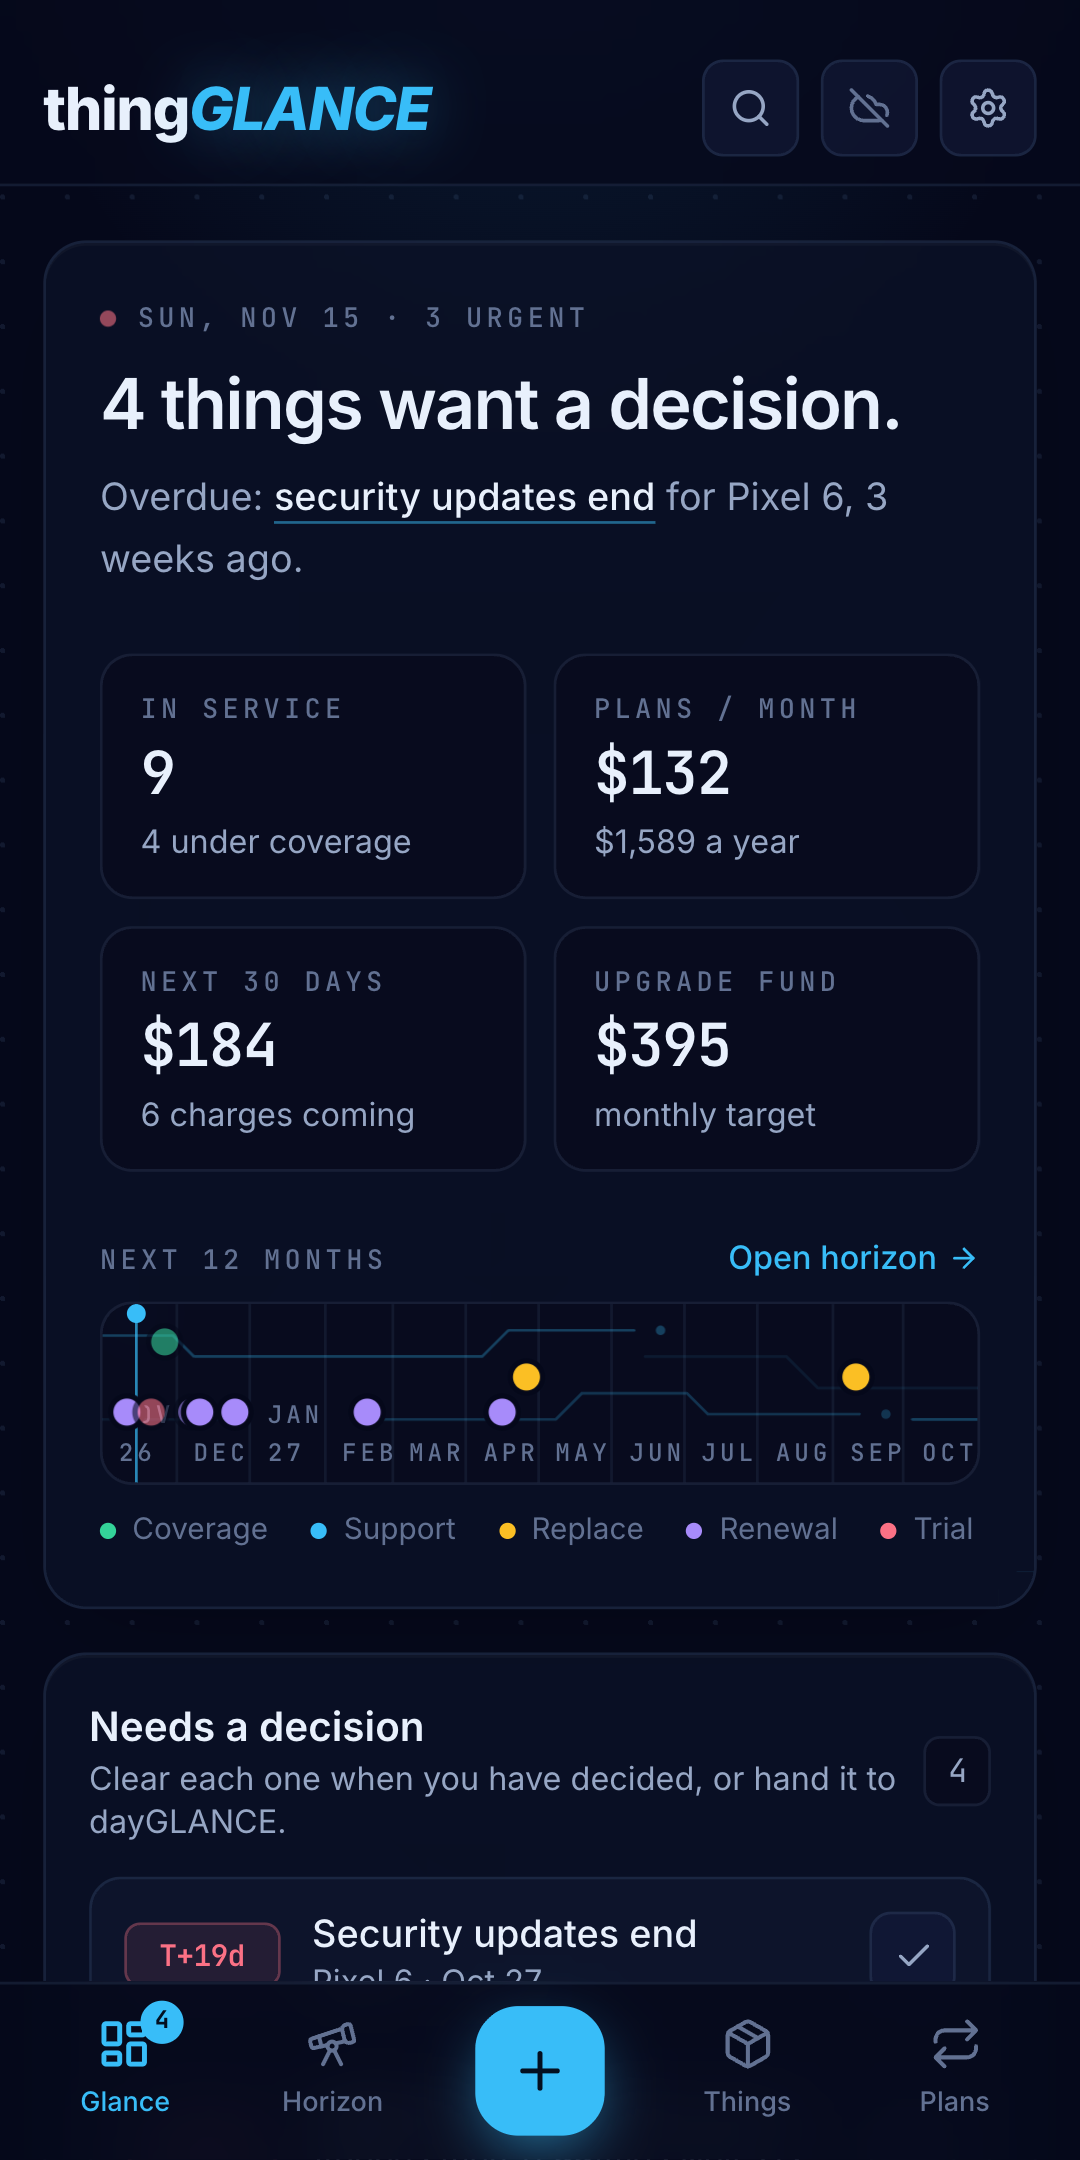 thingGLANCE
SUN, NOV 15 · 3 URGENT
4 things want a decision.
Overdue: security updates end for Pixel 6, 3
weeks ago.
IN SERVICE
9
4 under coverage
PLANS / MONTH
$132
$1,589 a year
NEXT 30 DAYS
$184
6 charges coming
UPGRADE FUND
$395
monthly target
NEXT 12 MONTHS
Open horizon →
JAN
26 DEC 27 FEB MAR APR MAY JUN JUL AUG SEP OCT
Coverage Support Replace Renewal Trial
Needs a decision
Clear each one when you have decided, or hand it to
dayGLANCE.
4
T+19d
Security updates end
Pixel 6 · Oct 27
4
Glance Horizon Things Plans